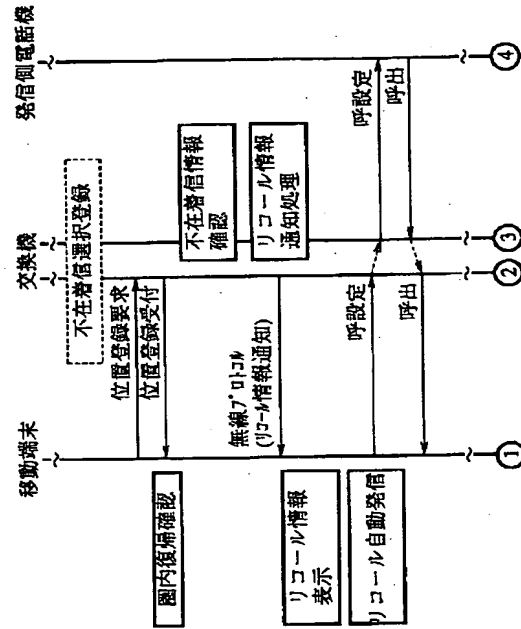 移動端末
交換機
発信側電話機
不在着信選択登録
位置登録要求
位置登録受付
圏内復帰確認
不在着信情報
確認
リコール情報
通知処理
無線プロトコル
(リコール情報通知)
リコール情報
表示
リコール自動発信
呼設定
呼設定
呼出
呼出
①
②
③
④